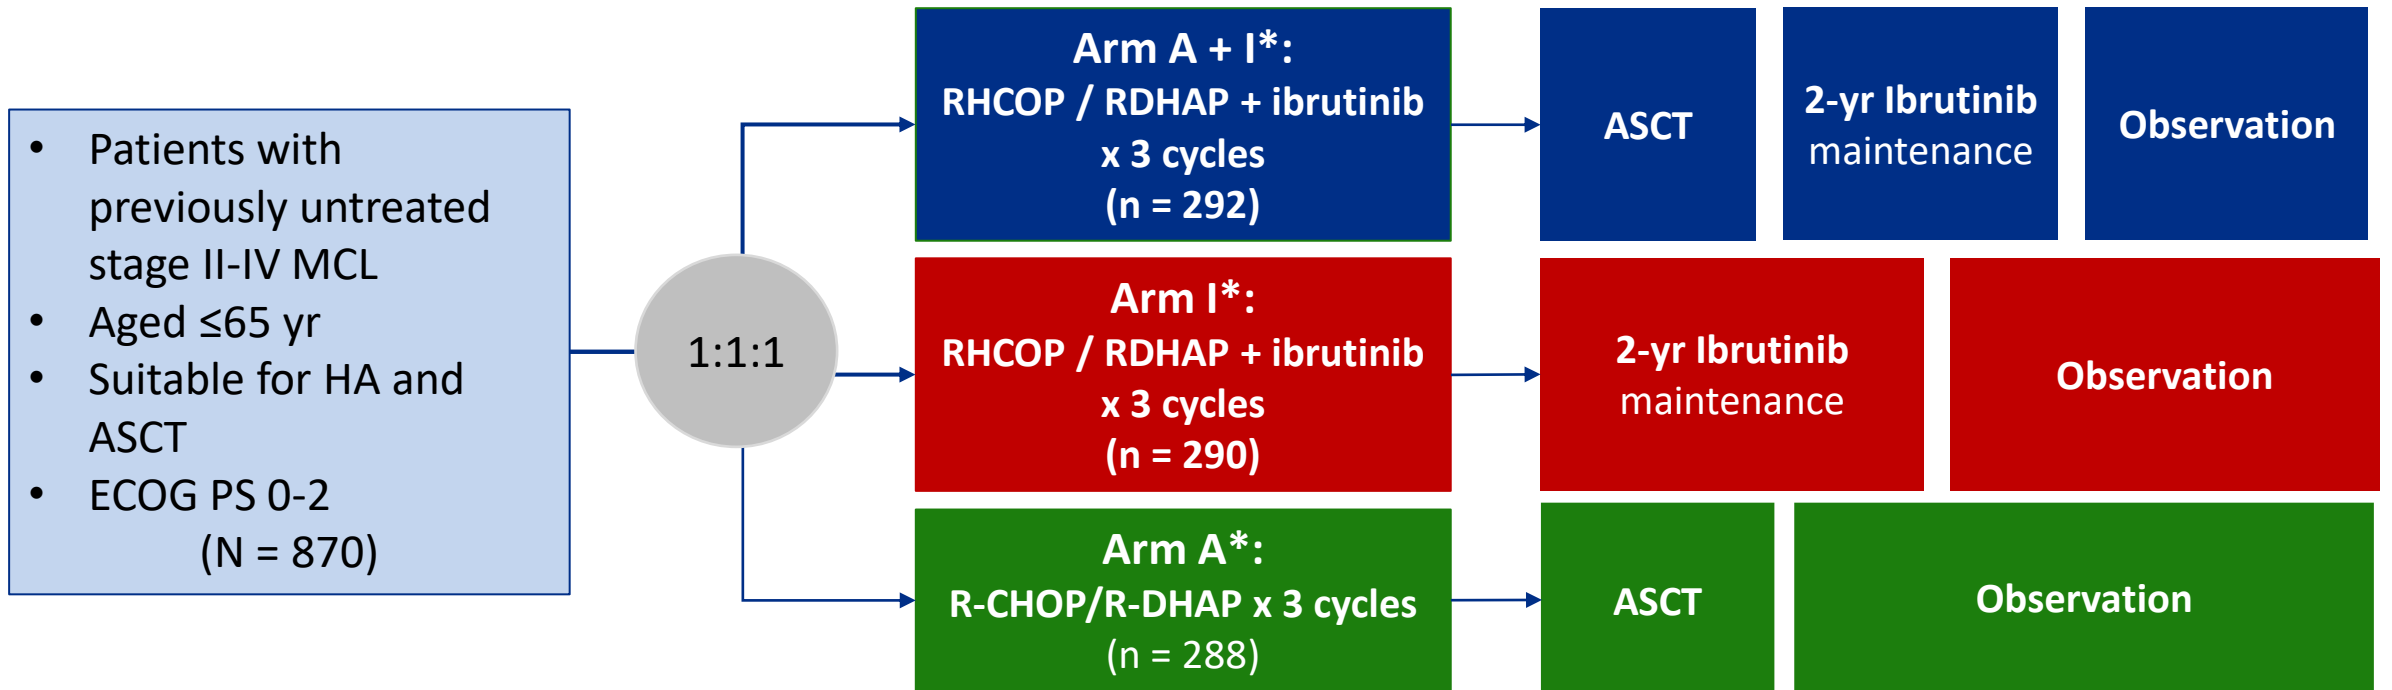 • Patients with
previously untreated
stage II-IV MCL
• Aged ≤65 yr
• Suitable for HA and
ASCT
• ECOG PS 0-2
(N = 870)
1:1:1
Arm A + I*:
RHCOP / RDHAP + ibrutinib
x 3 cycles
(n = 292)
ASCT
2-yr Ibrutinib
maintenance
Observation
Arm I*:
RHCOP / RDHAP + ibrutinib
x 3 cycles
(n = 290)
2-yr Ibrutinib
maintenance
Observation
Arm A*:
R-CHOP/R-DHAP x 3 cycles
(n = 288)
ASCT
Observation